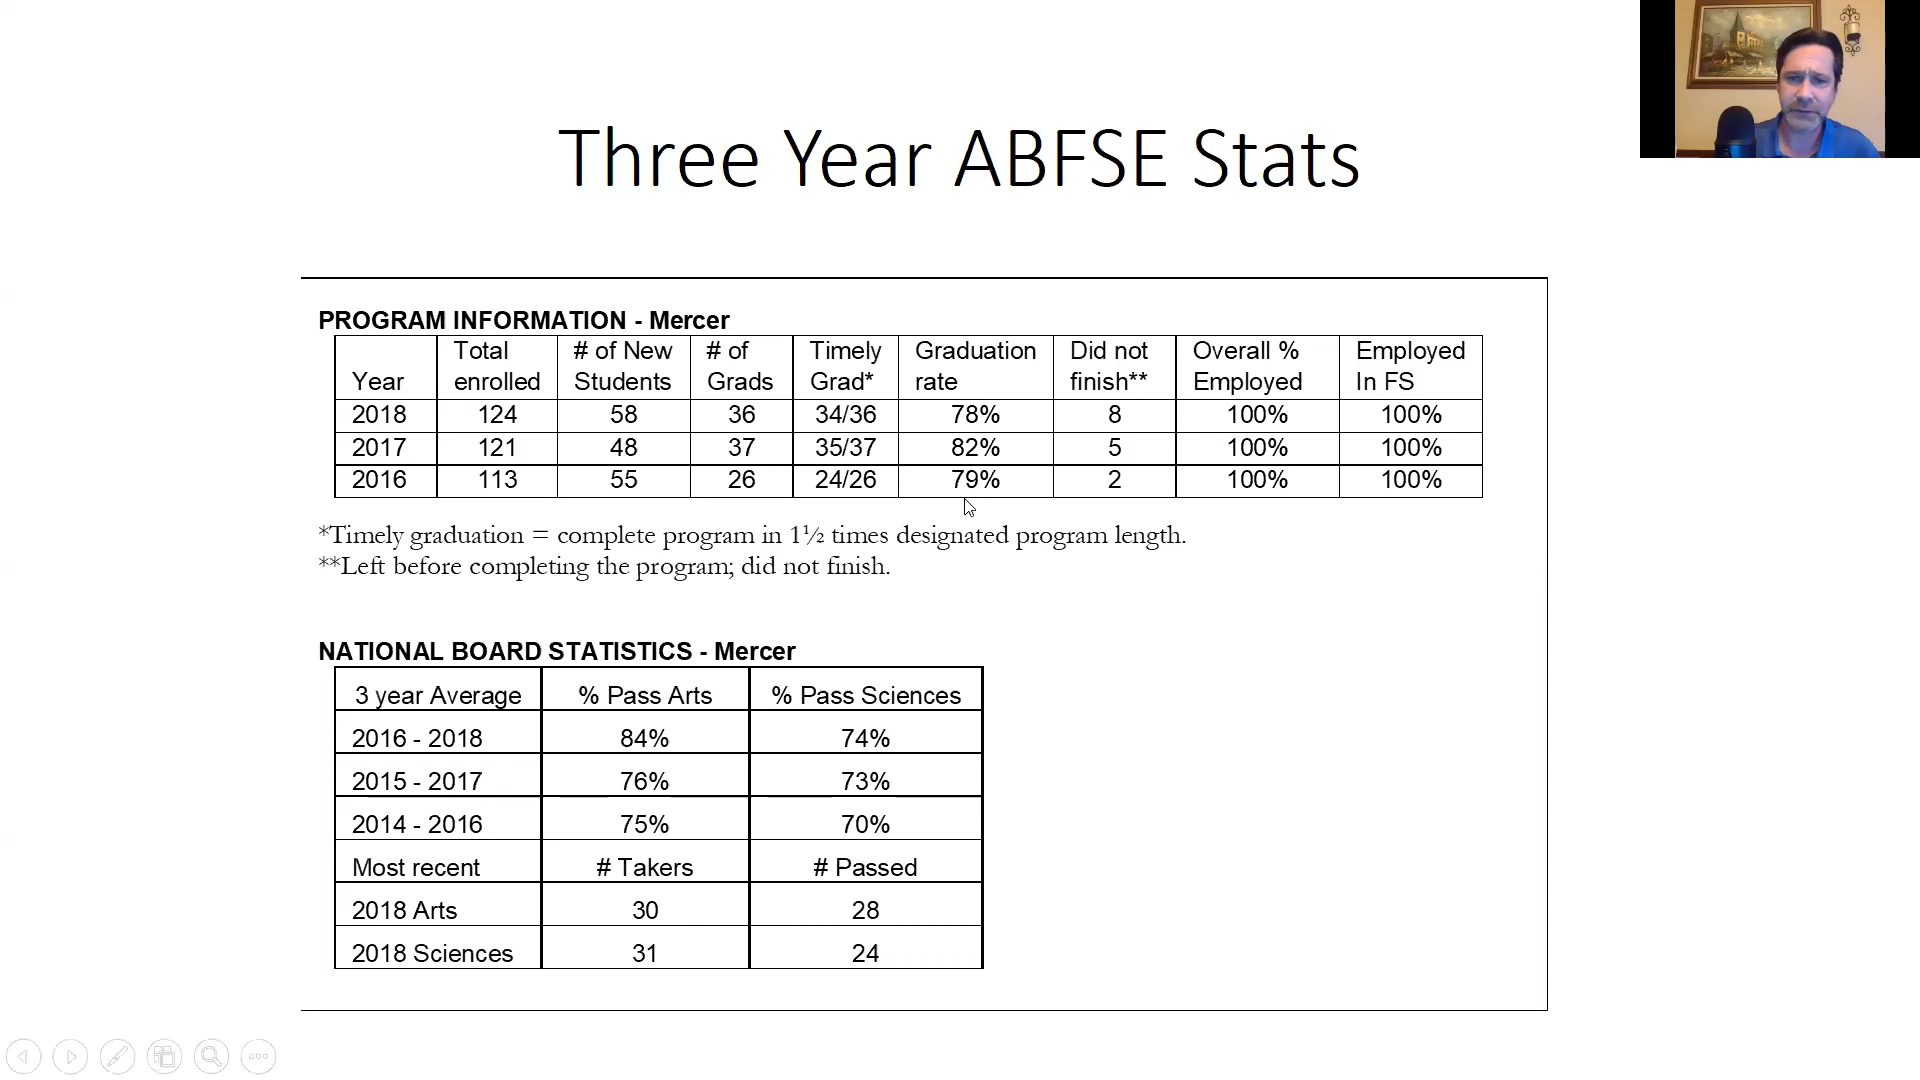 Three Year ABFSE Stats
PROGRAM INFORMATION - Mercer
Year Total enrolled # of New Students # of Grads Timely Grad* Graduation rate Did not finish** Overall % Employed Employed In FS
2018 124 58 36 34/36 78% 8 100% 100%
2017 121 48 37 35/37 82% 5 100% 100%
2016 113 55 26 24/26 79% 2 100% 100%
*Timely graduation = complete program in 1½ times designated program length.
**Left before completing the program; did not finish.
NATIONAL BOARD STATISTICS - Mercer
3 year Average % Pass Arts % Pass Sciences
2016 - 2018 84% 74%
2015 - 2017 76% 73%
2014 - 2016 75% 70%
Most recent # Takers # Passed
2018 Arts 30 28
2018 Sciences 31 24